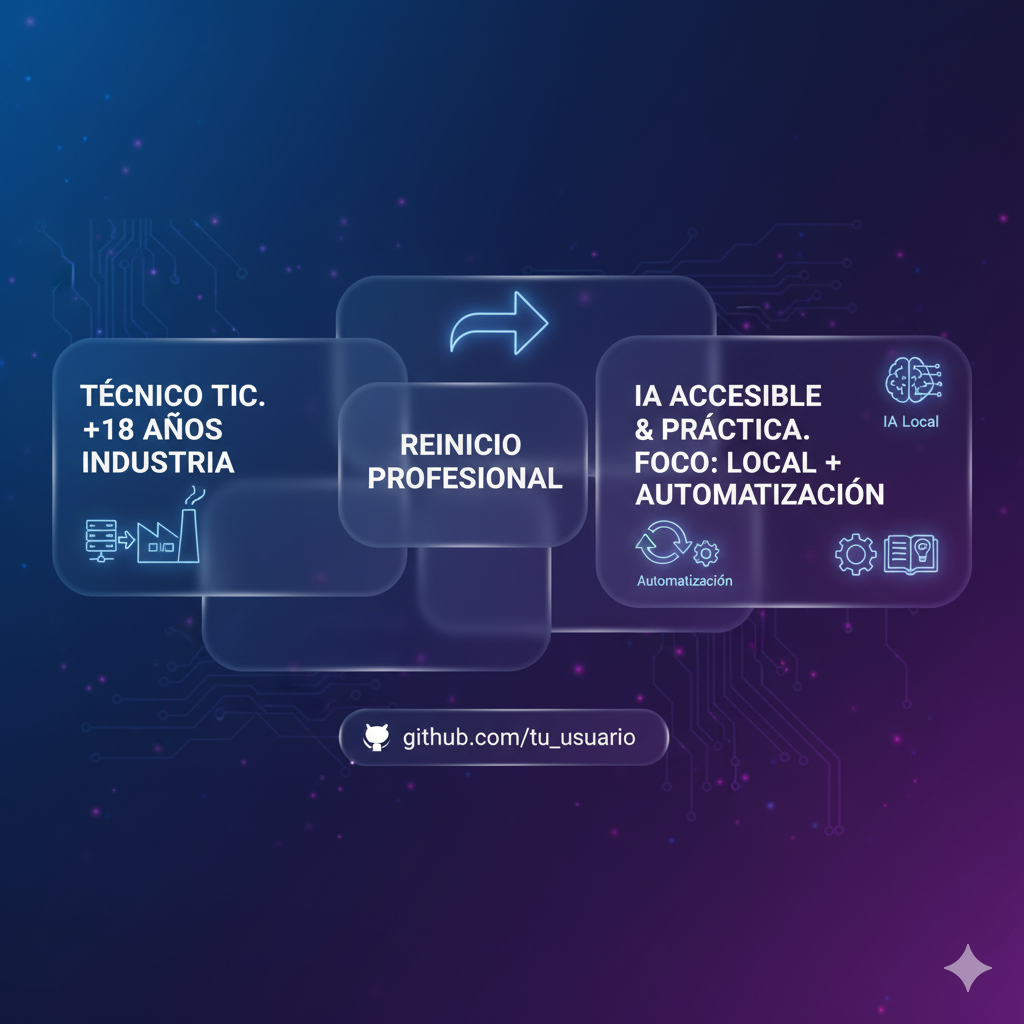 TÉCNICO TIC.
+18 AÑOS
INDUSTRIA
REINICIO
PROFESIONAL
IA ACCESIBLE
& PRÁCTICA.
FOCO: LOCAL +
AUTOMATIZACIÓN
IA Local
Automatización
github.com/tu_usuario